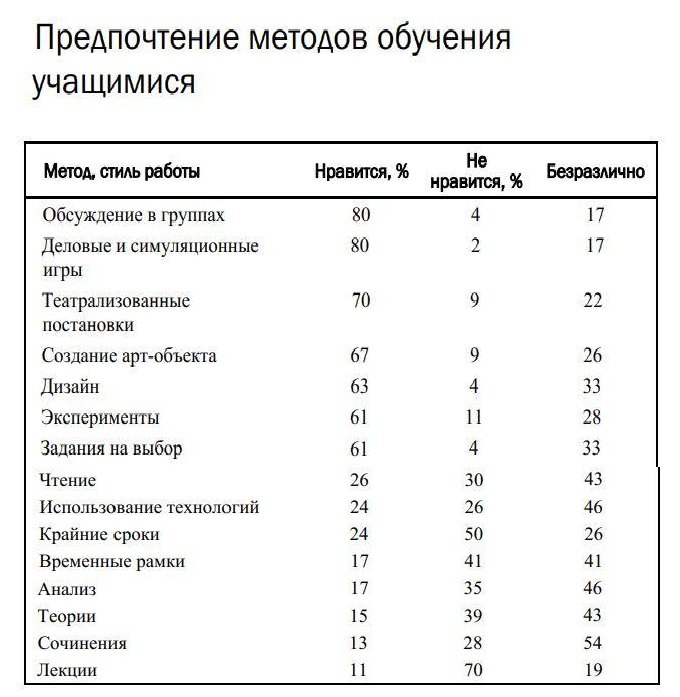 Предпочтение методов обучения
учащимися
Метод, стиль работы Нравится, % Не нравится, % Безразлично
Обсуждение в группах 80 4 17
Деловые и симуляционные
игры 80 2 17
Театрализованные
постановки 70 9 22
Создание арт-объекта 67 9 26
Дизайн 63 4 33
Эксперименты 61 11 28
Задания на выбор 61 4 33
Чтение 26 30 43
Использование технологий 24 26 46
Крайние сроки 24 50 26
Временные рамки 17 41 41
Анализ 17 35 46
Теории 15 39 43
Сочинения 13 28 54
Лекции 11 70 19